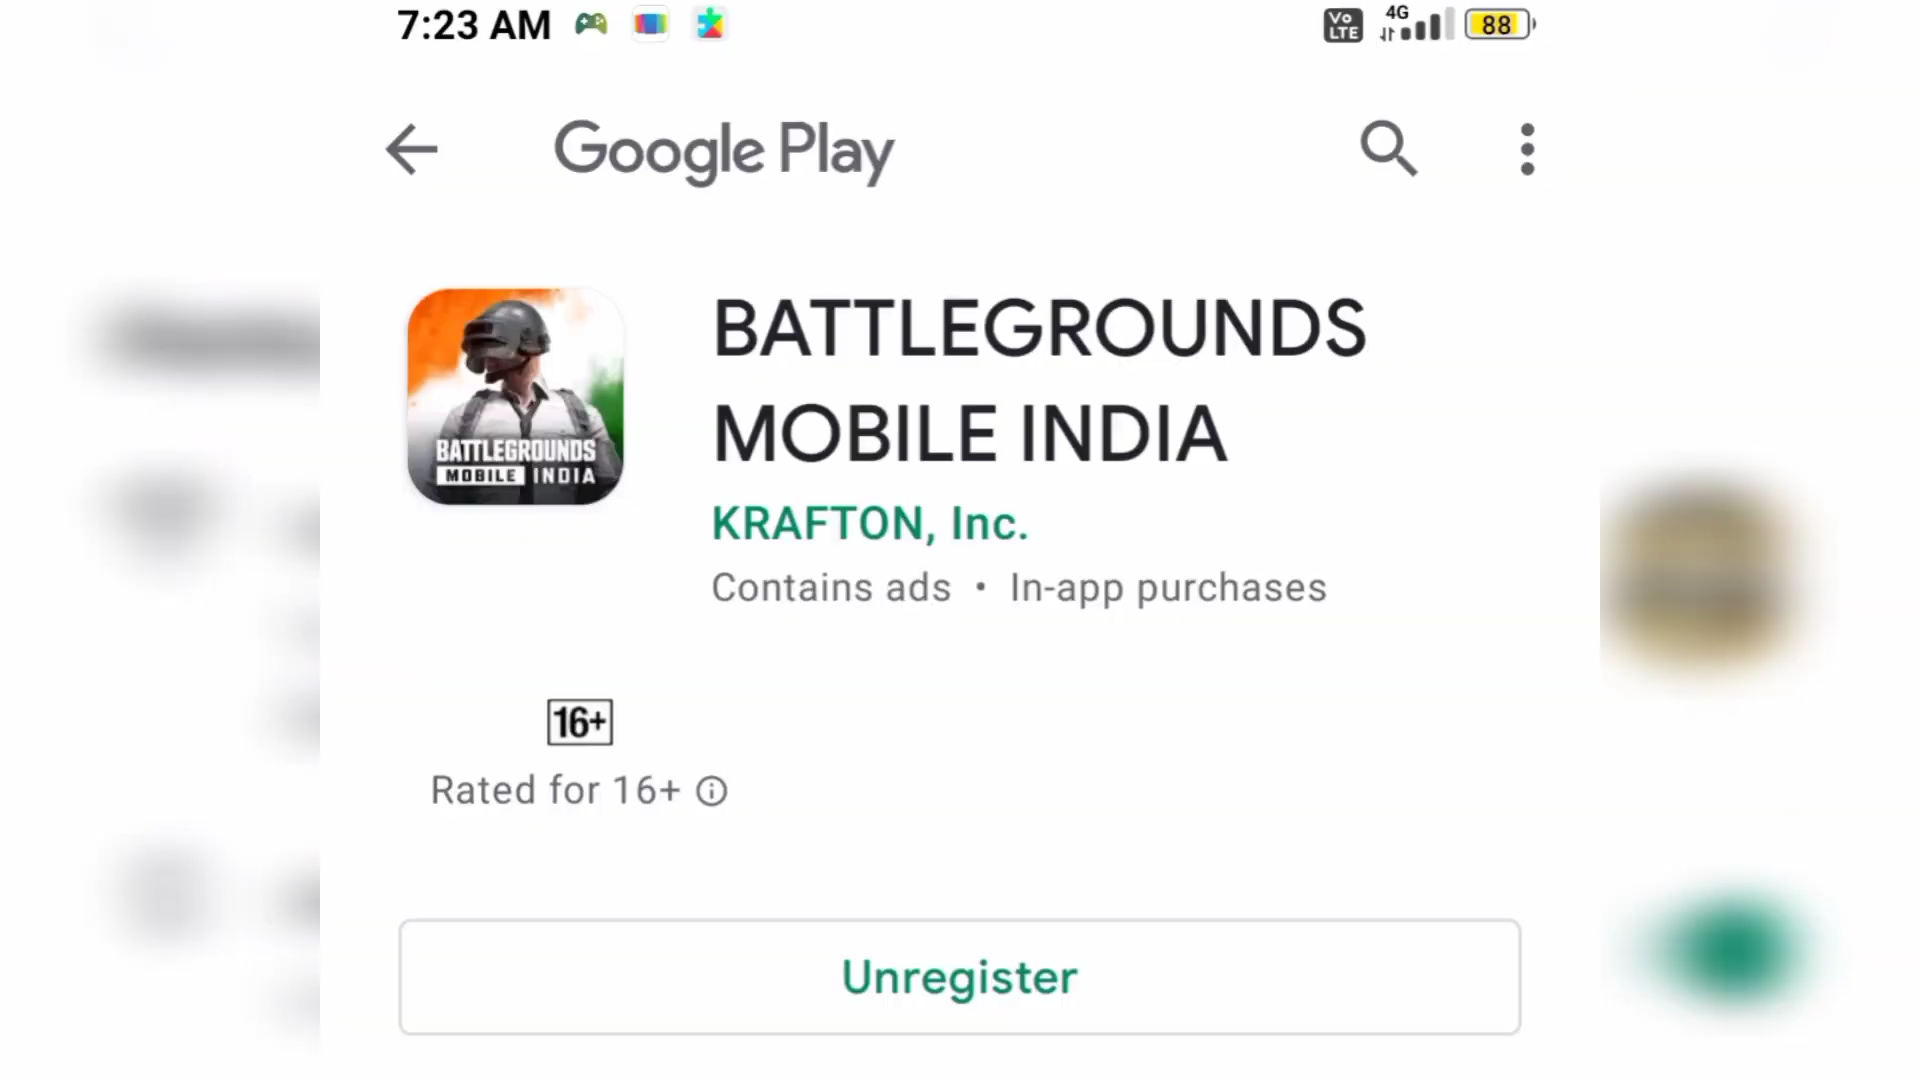 7:23 AM
Vo LTE 4G 88
Google Play
BATTLEGROUNDS
MOBILE INDIA
BATTLEGROUNDS
MOBILE INDIA
KRAFTON, Inc.
Contains ads • In-app purchases
16+
Rated for 16+
Unregister